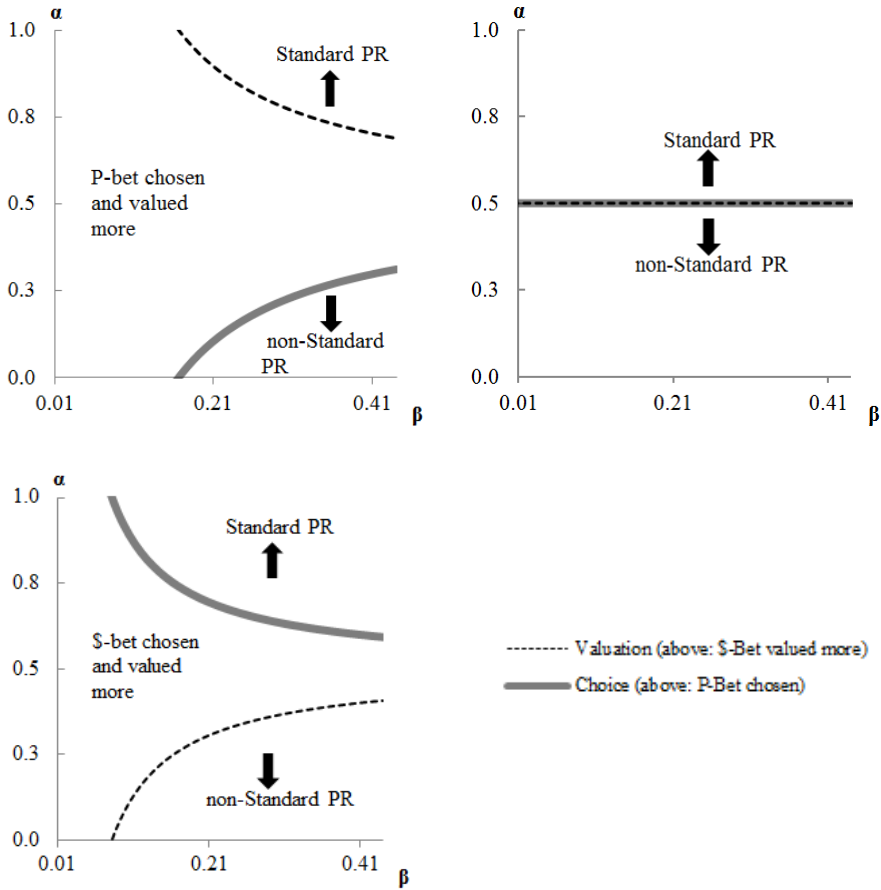 α
1.0
Standard PR
0.8
P-bet chosen
and valued
more
0.5
0.3
non-Standard
PR
0.0
0.01
0.21
0.41
β
α
1.0
0.8
Standard PR
0.5
non-Standard PR
0.3
0.0
0.01
0.21
0.41
β
α
1.0
Standard PR
0.8
$-bet chosen
and valued
more
0.5
0.3
non-Standard PR
0.0
0.01
0.21
0.41
β
Valuation (above: $-Bet valued more)
Choice (above: P-Bet chosen)